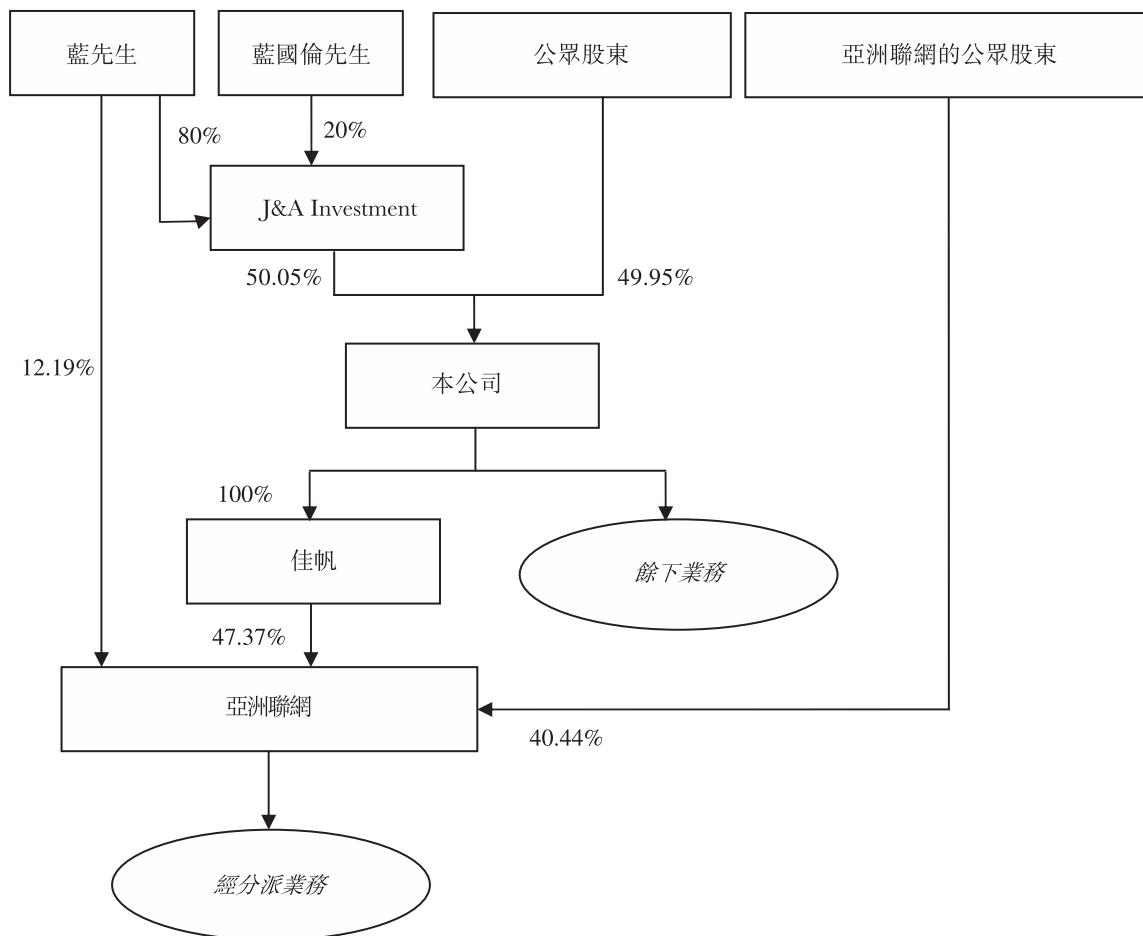 藍先生
藍國倫先生
公眾股東
亞洲聯網的公眾股東
80%
20%
J&A Investment
50.05%
49.95%
12.19%
本公司
100%
佳帆
餘下業務
47.37%
亞洲聯網
40.44%
經分派業務